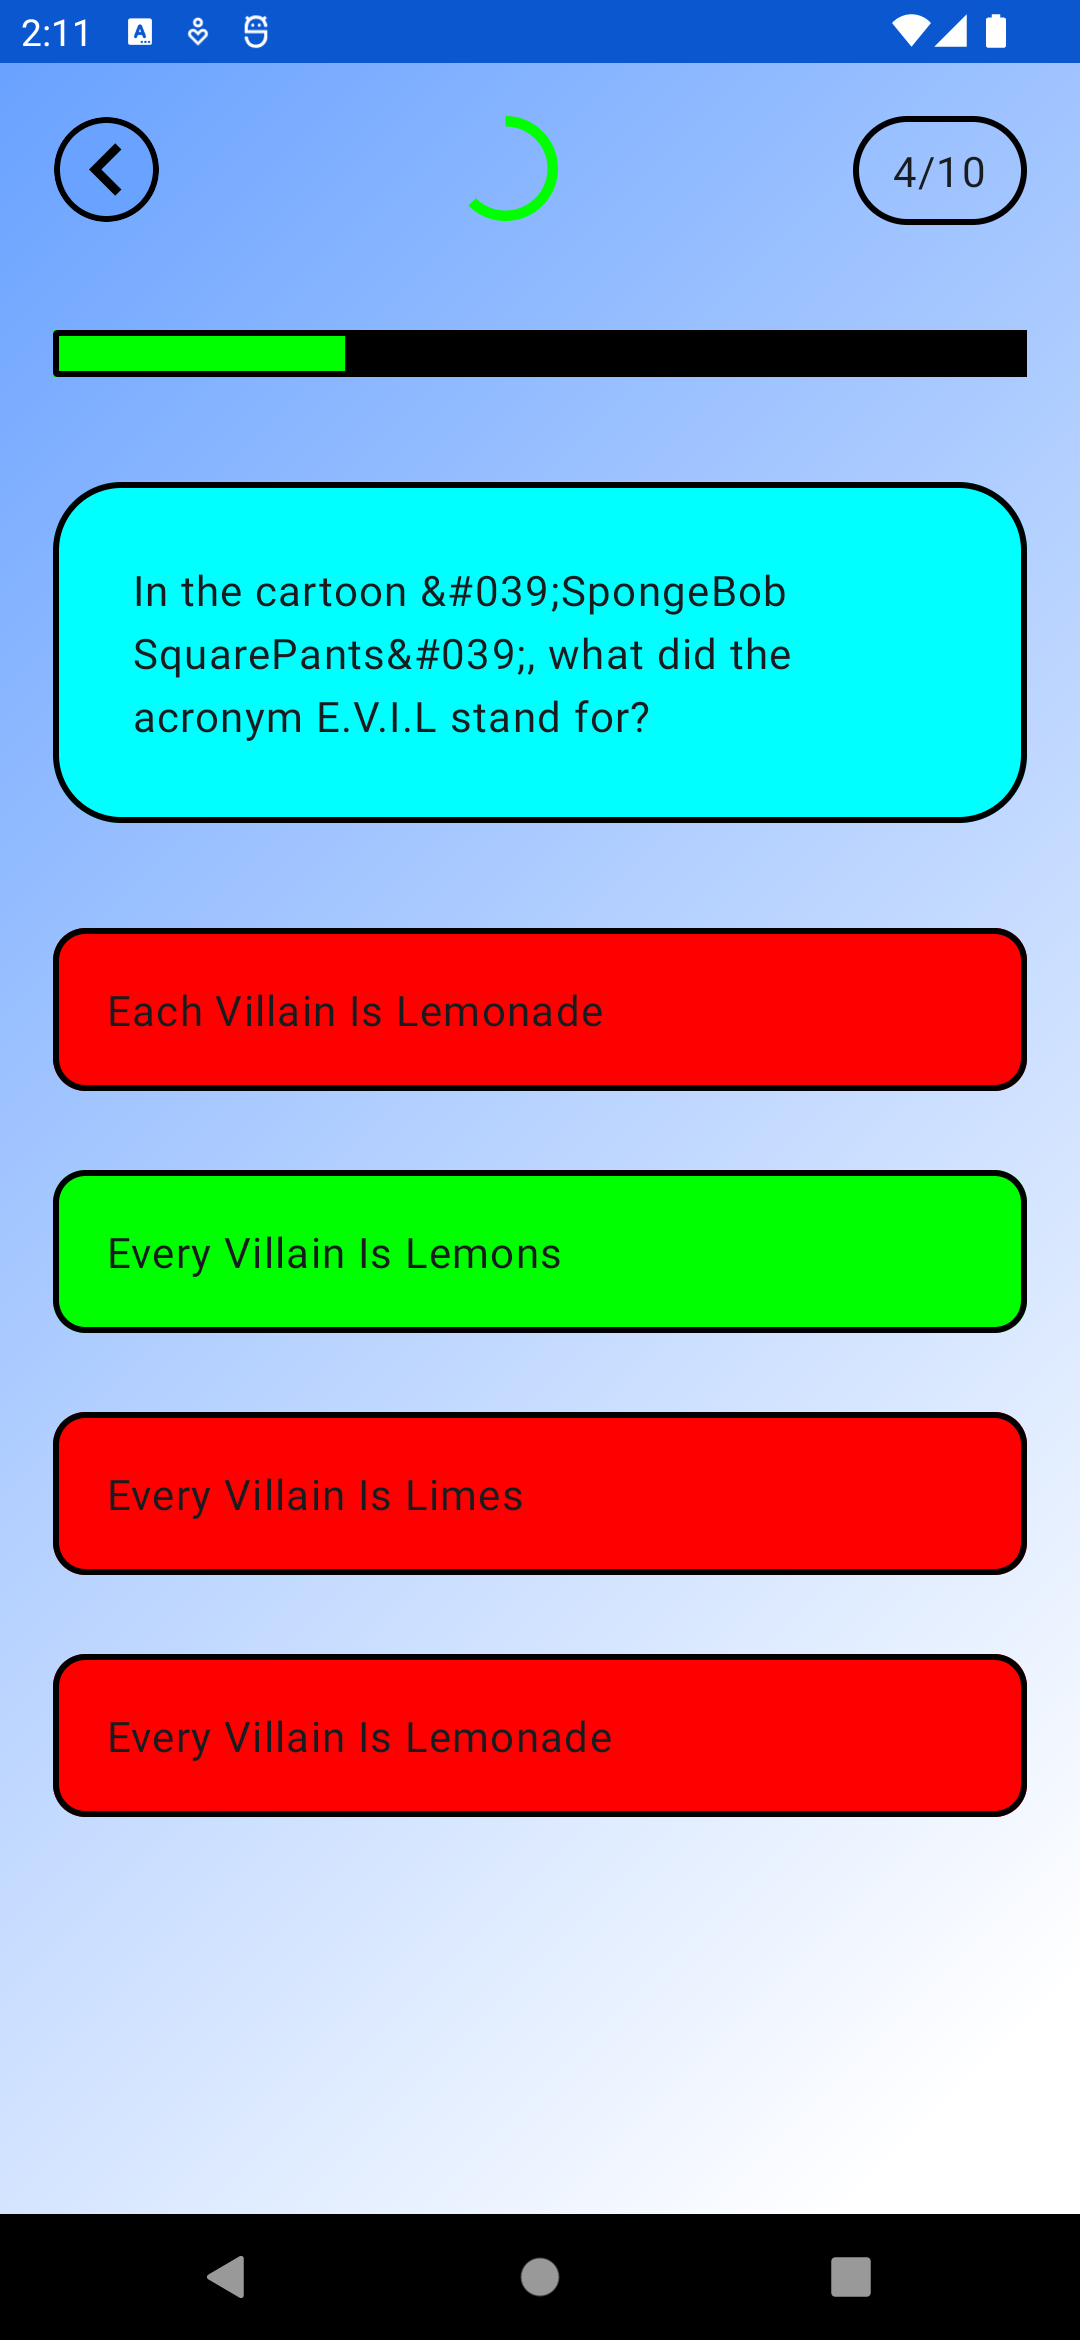 2:11
4/10
In the cartoon &#039;SpongeBob
SquarePants&#039;, what did the
acronym E.V.I.L stand for?
Each Villain Is Lemonade
Every Villain Is Lemons
Every Villain Is Limes
Every Villain Is Lemonade